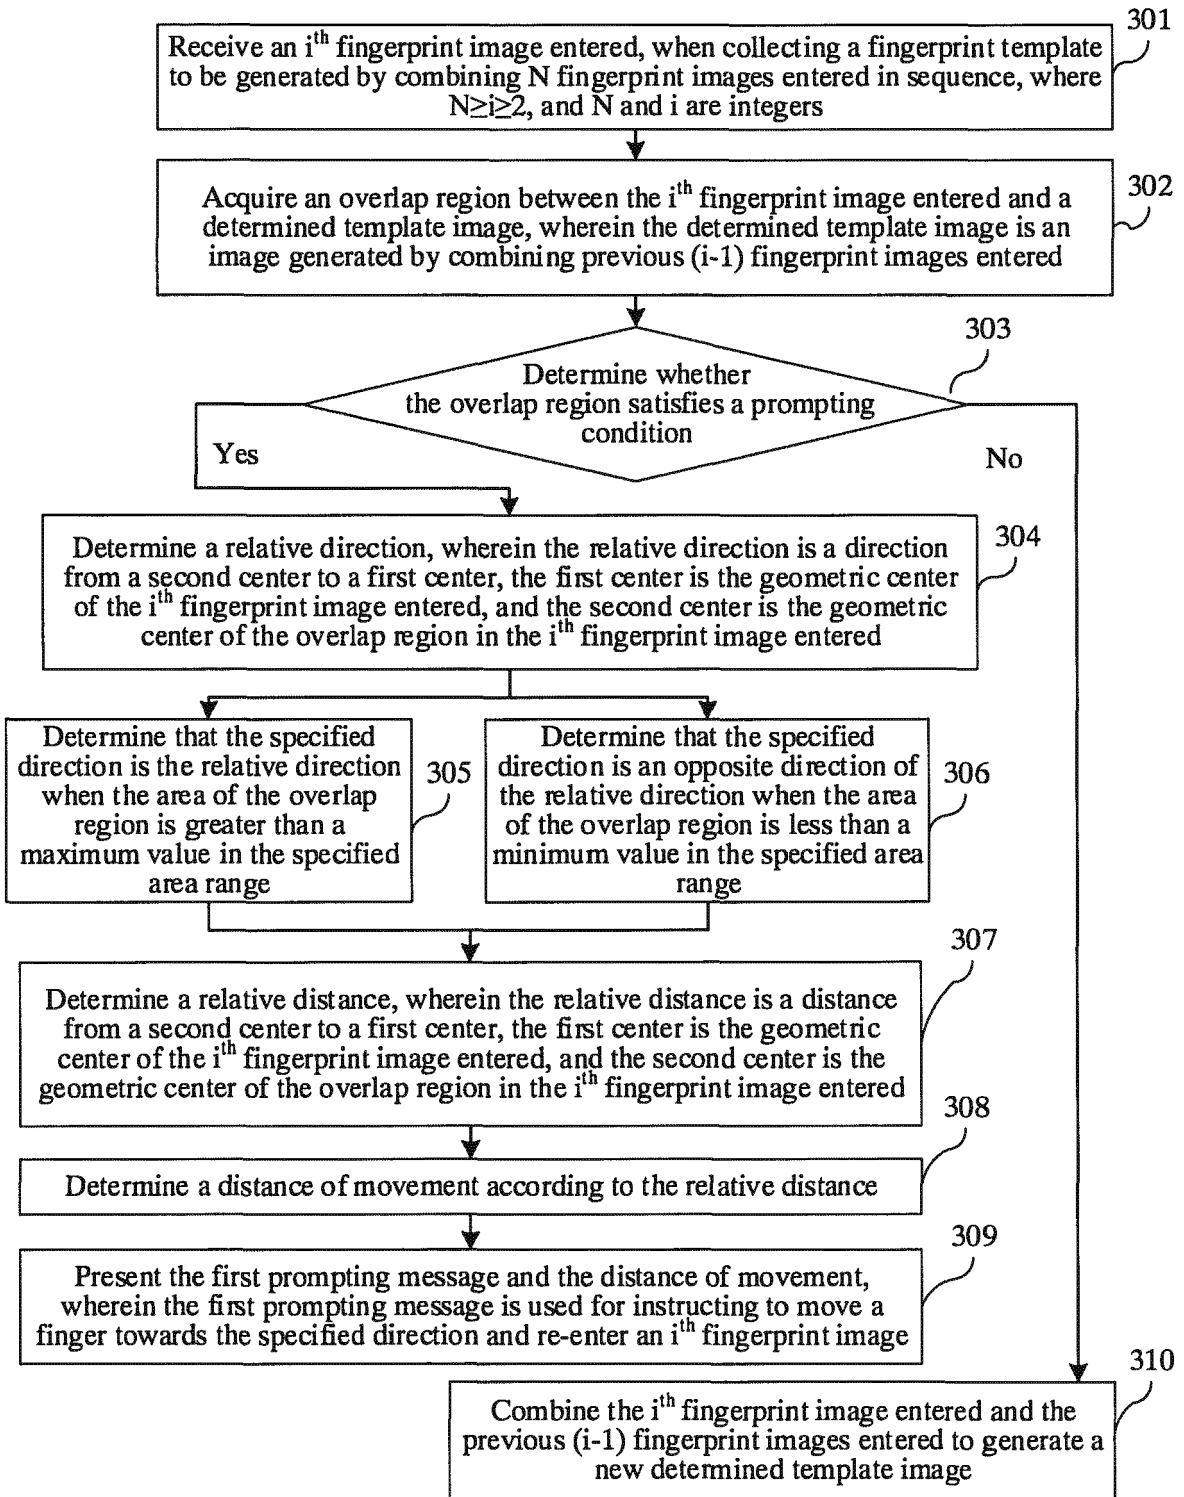 301
Receive an ith fingerprint image entered, when collecting a fingerprint template
to be generated by combining N fingerprint images entered in sequence, where
N≥i≥2, and N and i are integers
302
Acquire an overlap region between the ith fingerprint image entered and a
determined template image, wherein the determined template image is an
image generated by combining previous (i-1) fingerprint images entered
303
Determine whether
the overlap region satisfies a prompting
condition
Yes
No
304
Determine a relative direction, wherein the relative direction is a direction
from a second center to a first center, the first center is the geometric center
of the ith fingerprint image entered, and the second center is the geometric
center of the overlap region in the ith fingerprint image entered
Determine that the specified
direction is the relative direction
when the area of the overlap
region is greater than a
maximum value in the specified
area range
305
Determine that the specified
direction is an opposite direction of
the relative direction when the area
of the overlap region is less than a
minimum value in the specified area
range
306
307
Determine a relative distance, wherein the relative distance is a distance
from a second center to a first center, the first center is the geometric
center of the ith fingerprint image entered, and the second center is the
geometric center of the overlap region in the ith fingerprint image entered
308
Determine a distance of movement according to the relative distance
309
Present the first prompting message and the distance of movement,
wherein the first prompting message is used for instructing to move a
finger towards the specified direction and re-enter an ith fingerprint image
310
Combine the ith fingerprint image entered and the
previous (i-1) fingerprint images entered to generate a
new determined template image